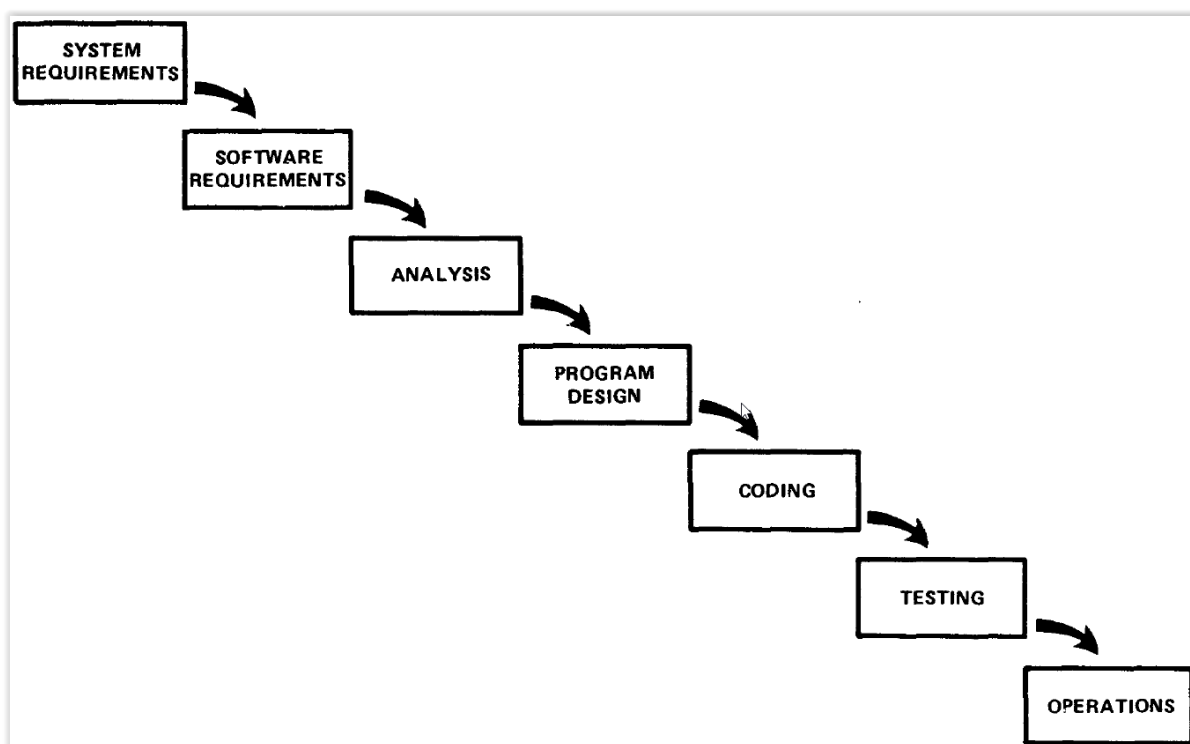 SYSTEM
REQUIREMENTS
SOFTWARE
REQUIREMENTS
ANALYSIS
PROGRAM
DESIGN
CODING
TESTING
OPERATIONS